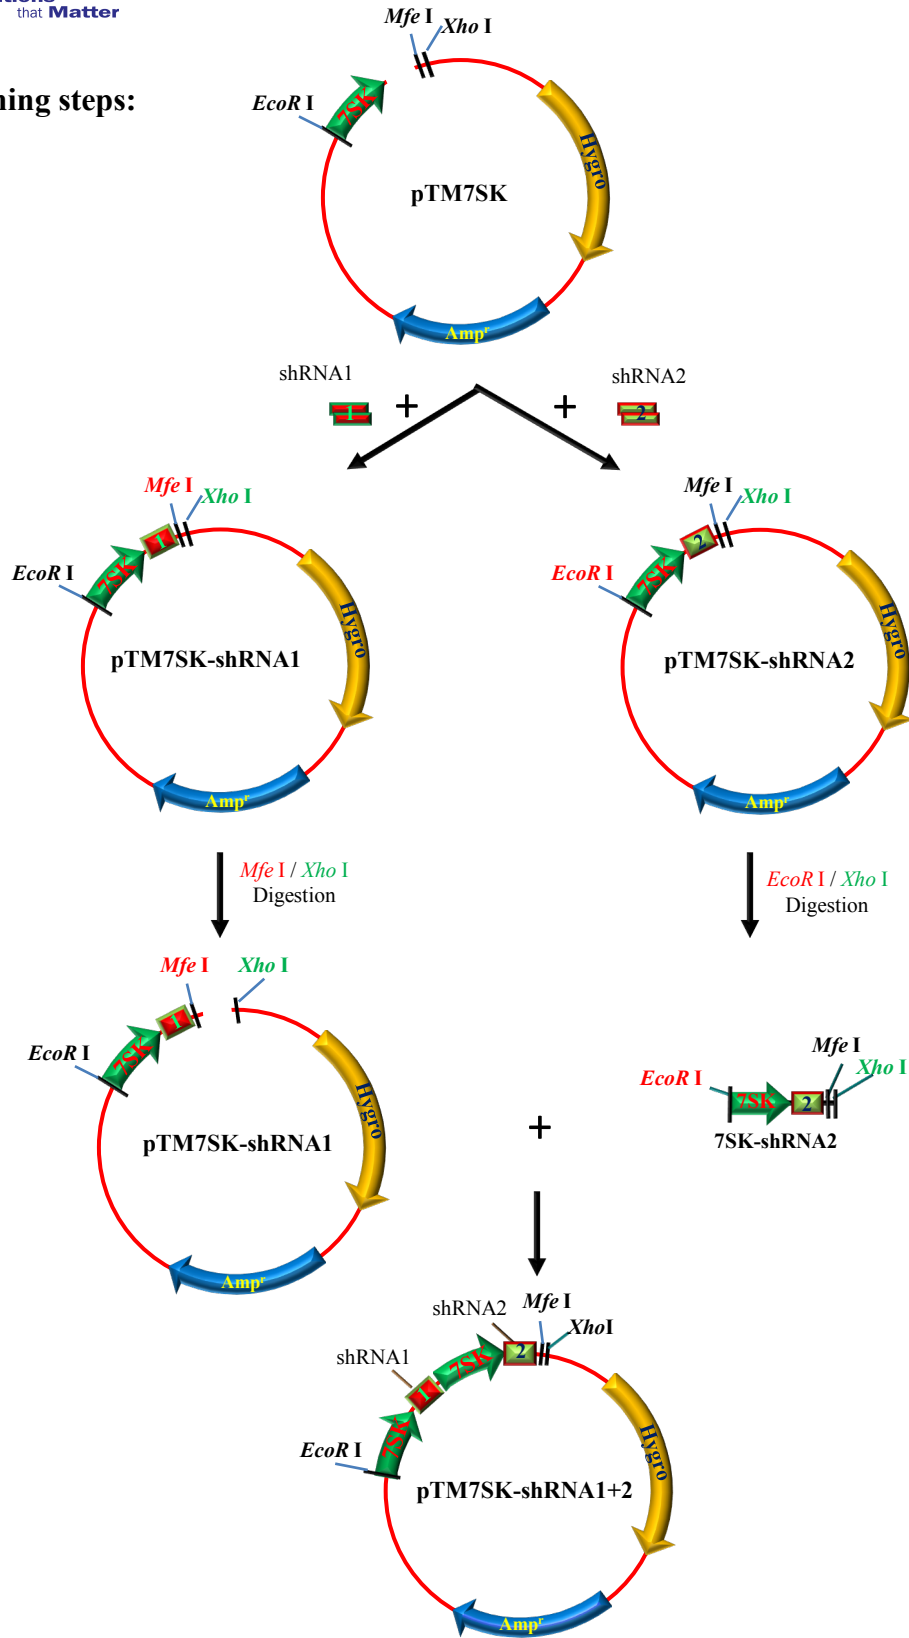 that Matter
Mfe I
Xho I
ning steps:
7SK
EcoR I
Hygro
pTM7SK
Ampʳ
shRNA1
shRNA2
1
+
+
2
Mfe I
Xho I
Mfe I
Xho I
1
2
EcoR I
7SK
EcoR I
7SK
Hygro
Hygro
pTM7SK-shRNA1
pTM7SK-shRNA2
Ampʳ
Ampʳ
Mfe I / Xho I
Digestion
EcoR I / Xho I
Digestion
Mfe I
Xho I
1
EcoR I
7SK
Hygro
Mfe I
Xho I
EcoR I
7SK
2
pTM7SK-shRNA1
+
7SK-shRNA2
Ampʳ
shRNA2
Mfe I
XhoI
shRNA1
2
7SK
1
7SK
EcoR I
Hygro
pTM7SK-shRNA1+2
Ampʳ